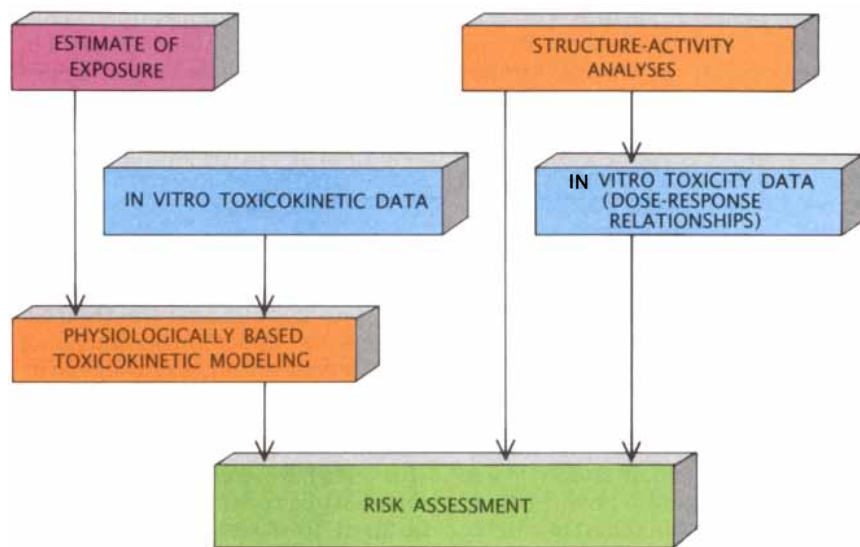 ESTIMATE OF
EXPOSURE
STRUCTURE-ACTIVITY
ANALYSES
IN VITRO TOXICOKINETIC DATA
IN VITRO TOXICITY DATA
(DOSE-RESPONSE
RELATIONSHIPS)
PHYSIOLOGICALLY BASED
TOXICOKINETIC MODELING
RISK ASSESSMENT